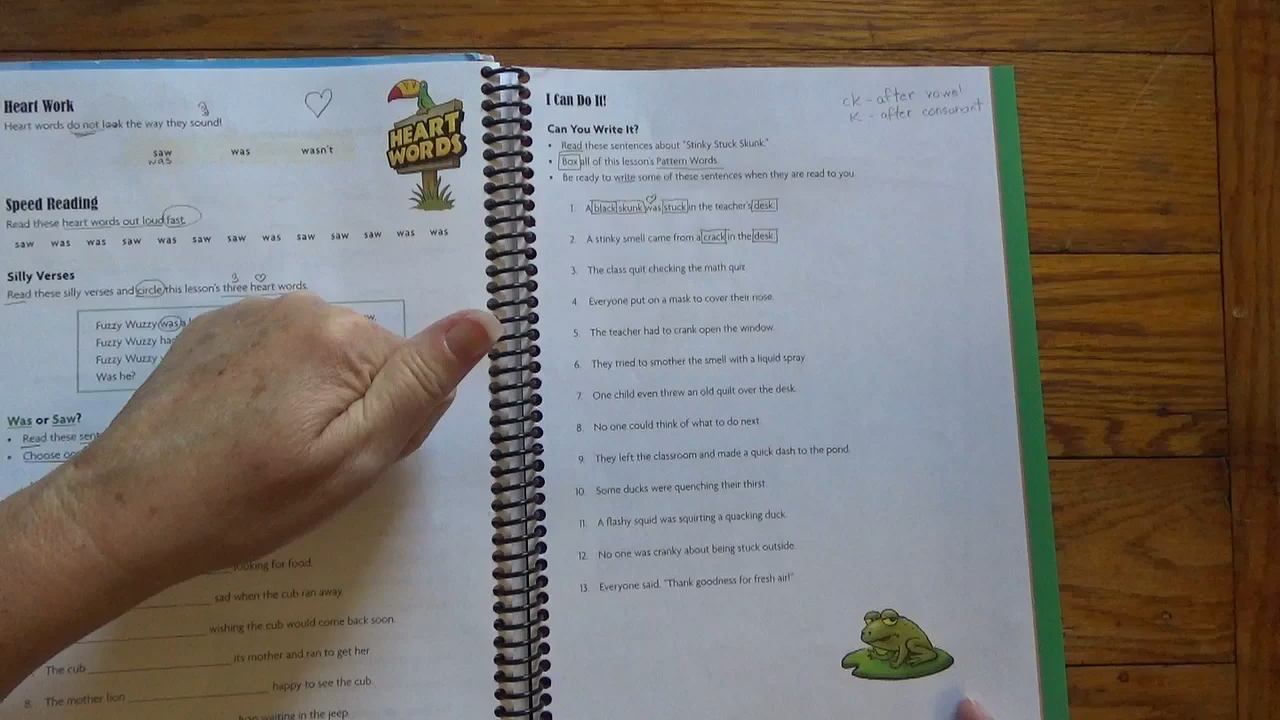 Heart Work
Heart words do not look the way they sound!
3
HEART
WORDS
saw was wasn't
was
Speed Reading
Read these heart words out loud fast.
saw was was saw was saw saw was saw saw saw was was
Silly Verses
3
Read these silly verses and circle this lesson's three heart words.
Fuzzy Wuzzy was a
Fuzzy Wuzzy
Fuzzy Wuzzy
Was he?
Was or Saw?
• Read these
• Choose
looking for food.
sad when the cub ran away.
wishing the cub would come back soon.
The cub its mother and ran to get her.
8. The mother lion happy to see the cub.
waiting in the jeep.
I Can Do It!
ck - after vowel
k - after consonant
Can You Write It?
• Read these sentences about "Stinky Stuck Skunk."
• Box all of this lesson's Pattern Words.
• Be ready to write some of these sentences when they are read to you.
1. A black skunk was stuck in the teacher's desk.
2. A stinky smell came from a crack in the desk.
3. The class quit checking the math quiz.
4. Everyone put on a mask to cover their nose.
5. The teacher had to crank open the window.
6. They tried to smother the smell with a liquid spray.
7. One child even threw an old quilt over the desk.
8. No one could think of what to do next.
9. They left the classroom and made a quick dash to the pond.
10. Some ducks were quenching their thirst.
11. A flashy squid was squirting a quacking duck.
12. No one was cranky about being stuck outside.
13. Everyone said, "Thank goodness for fresh air!"